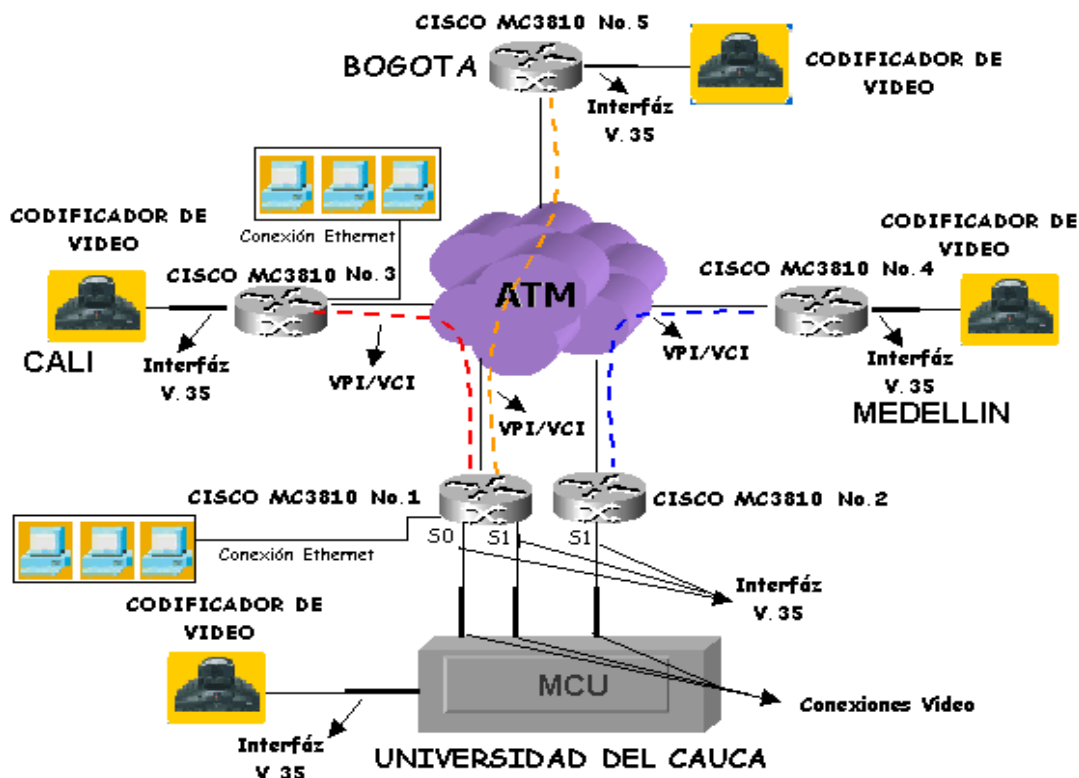 CISCO MC3810 No.5
BOGOTA
CODIFICADOR DE
VIDEO
Interfáz
V.35
CODIFICADOR DE
VIDEO
Conexión Ethernet
CISCO MC3810 No.3
CALI
Interfáz
V.35
VPI/VCI
ATM
CODIFICADOR DE
VIDEO
CISCO MC3810 No.4
VPI/VCI
Interfáz
V.35
MEDELLIN
VPI/VCI
CISCO MC3810 No.1
CISCO MC3810 No.2
S0
S1
S1
Conexión Ethernet
Interfáz
V.35
CODIFICADOR DE
VIDEO
MCU
Conexiones Video
Interfáz
V.35
UNIVERSIDAD DEL CAUCA